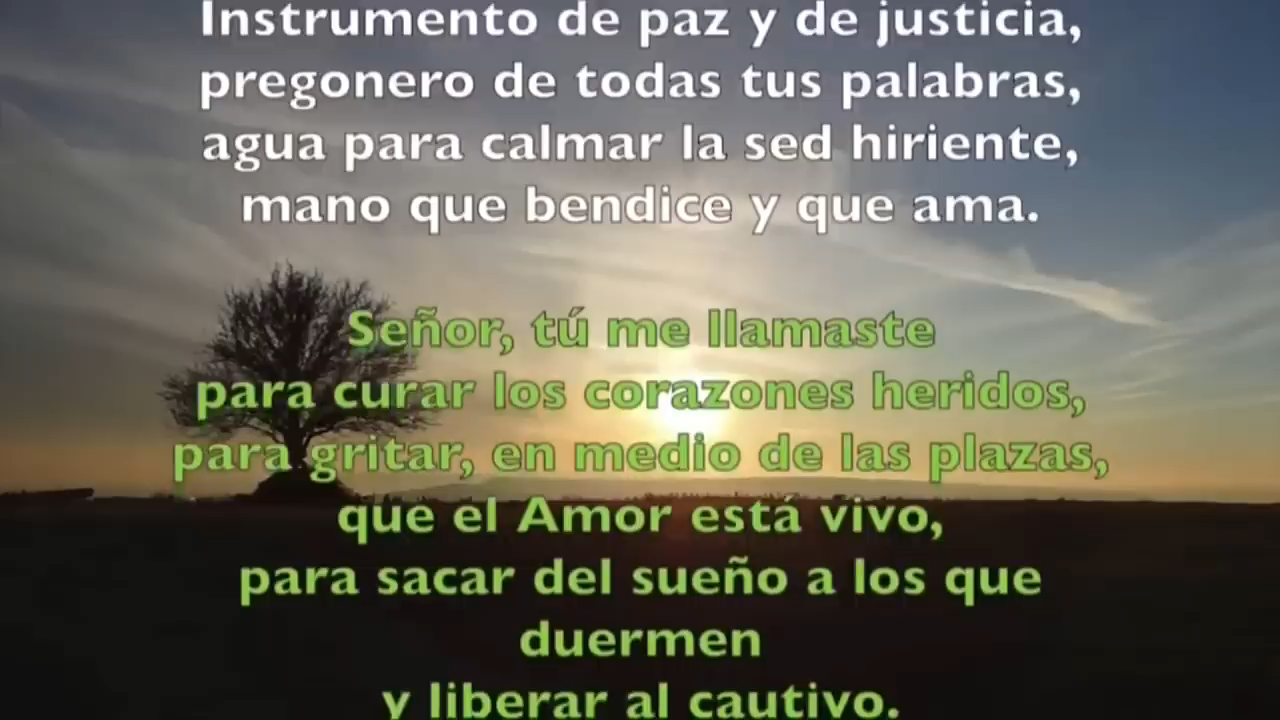 Instrumento de paz y de justicia,
pregonero de todas tus palabras,
agua para calmar la sed hiriente,
mano que bendice y que ama.
Señor, tú me llamaste
para curar los corazones heridos,
para gritar, en medio de las plazas,
que el Amor está vivo,
para sacar del sueño a los que
duermen
y liberar al cautivo.